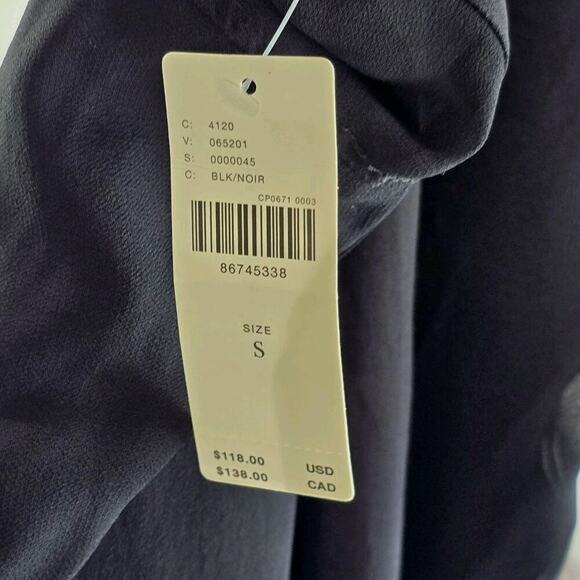 C: 4120
V: 065201
S: 0000045
C: BLK/NOIR
CP0671 0003
86745338
SIZE
S
$118.00 USD
$138.00 CAD